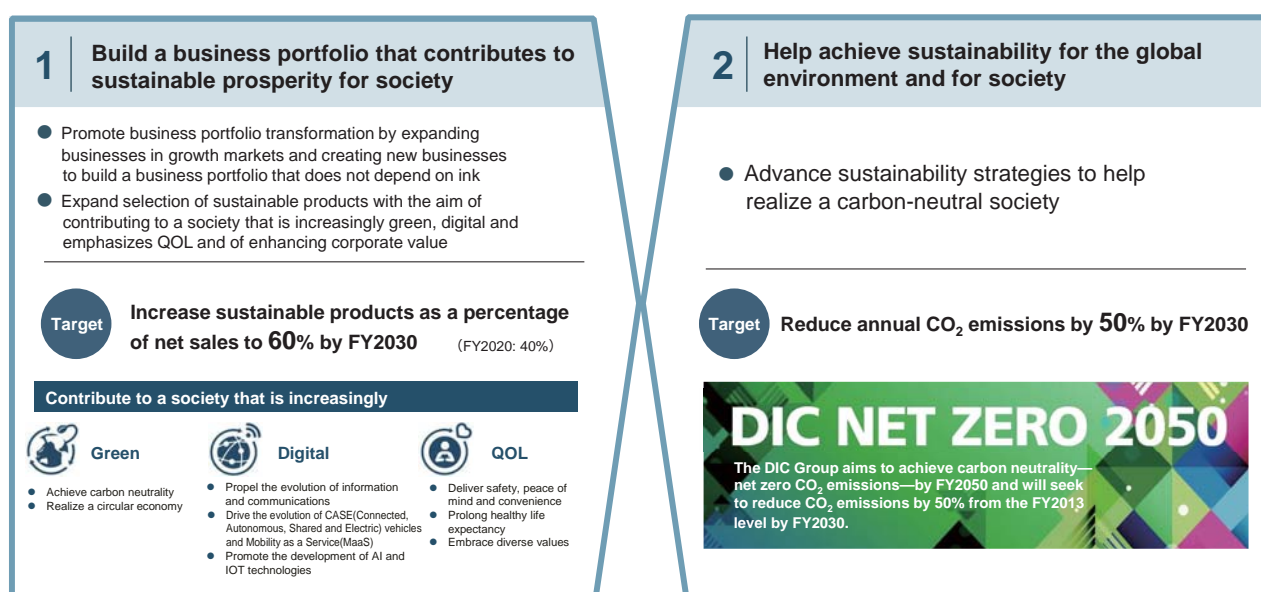 1
Build a business portfolio that contributes to
sustainable prosperity for society
● Promote business portfolio transformation by expanding
businesses in growth markets and creating new businesses
to build a business portfolio that does not depend on ink
● Expand selection of sustainable products with the aim of
contributing to a society that is increasingly green, digital and
emphasizes QOL and of enhancing corporate value
Target
Increase sustainable products as a percentage
of net sales to 60% by FY2030 (FY2020: 40%)
Contribute to a society that is increasingly
Green
● Achieve carbon neutrality
● Realize a circular economy
Digital
● Propel the evolution of information
and communications
● Drive the evolution of CASE(Connected,
Autonomous, Shared and Electric) vehicles
and Mobility as a Service(MaaS)
● Promote the development of AI and
IOT technologies
QOL
● Deliver safety, peace of
mind and convenience
● Prolong healthy life
expectancy
● Embrace diverse values
2
Help achieve sustainability for the global
environment and for society
● Advance sustainability strategies to help
realize a carbon-neutral society
Target
Reduce annual CO₂ emissions by 50% by FY2030
DIC NET ZERO 2050
The DIC Group aims to achieve carbon neutrality—
net zero CO₂ emissions—by FY2050 and will seek
to reduce CO₂ emissions by 50% from the FY2013
level by FY2030.